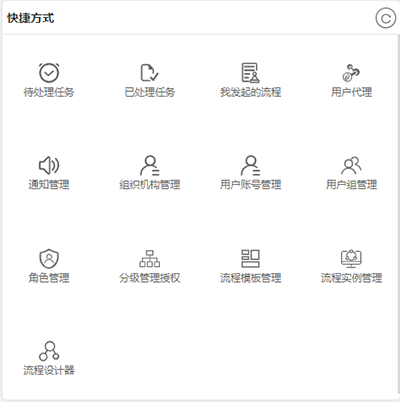 快捷方式
待处理任务
已处理任务
我发起的流程
用户代理
通知管理
组织机构管理
用户账号管理
用户组管理
角色管理
分级管理授权
流程模板管理
流程实例管理
流程设计器